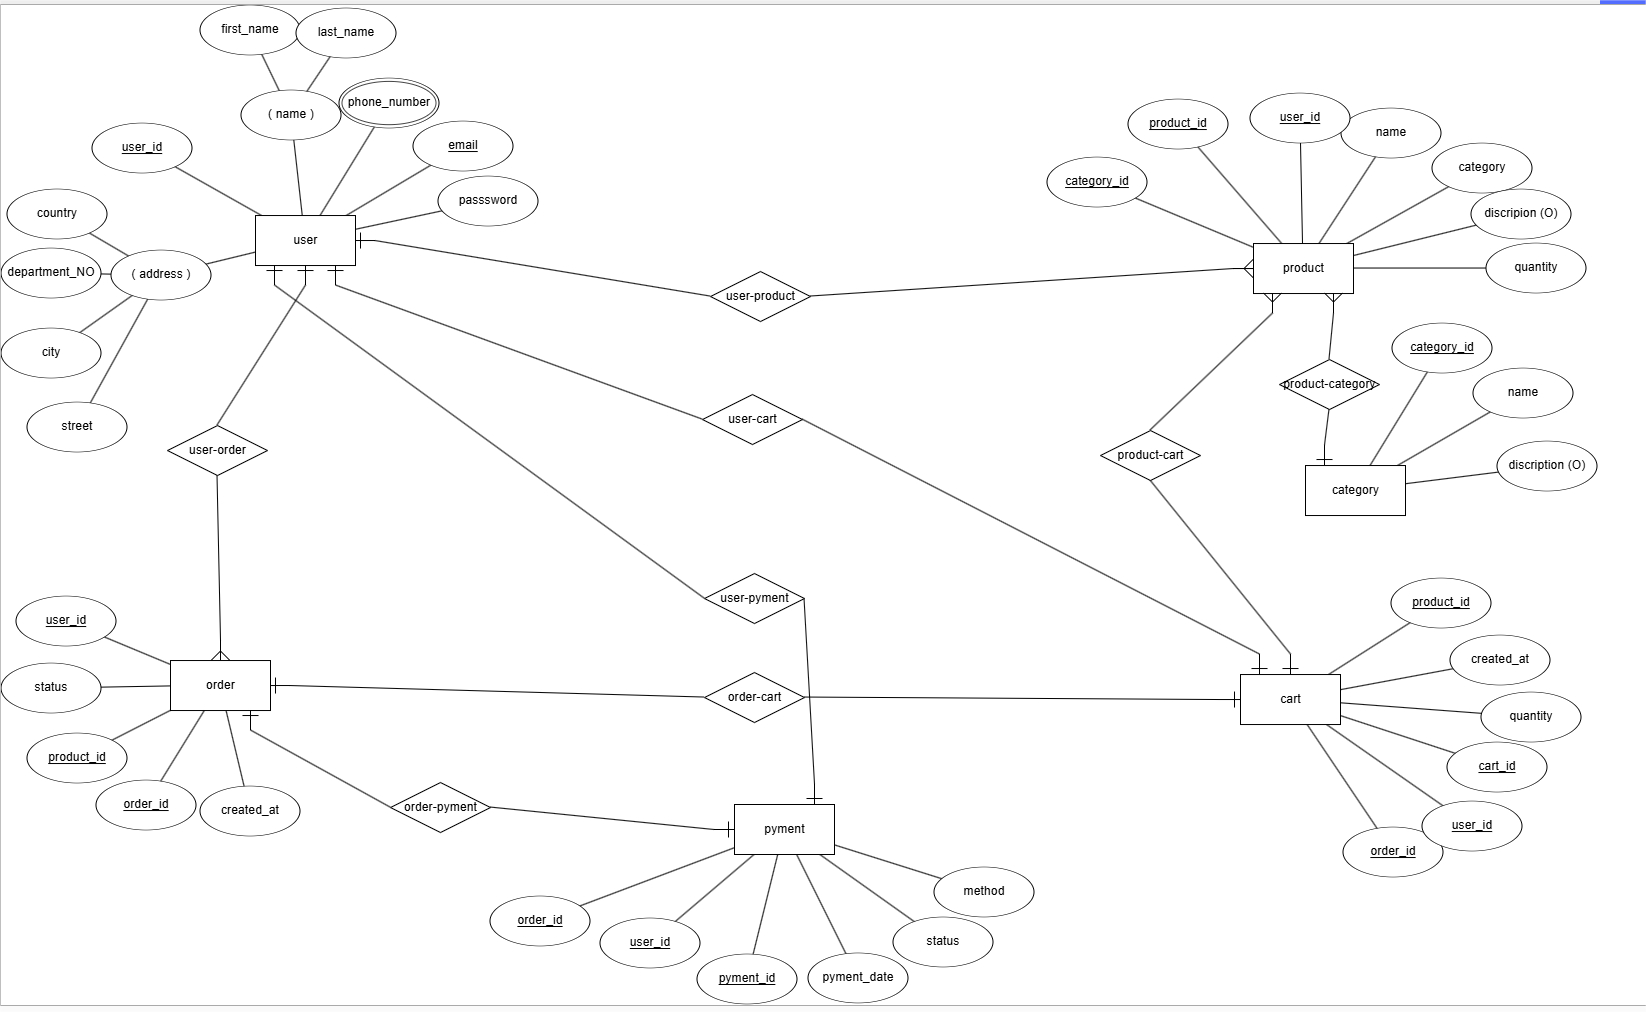 first_name
last_name
( name )
phone_number
user_id
email
passsword
country
department_NO
( address )
city
street
user
product_id
user_id
name
category_id
category
discripion (O)
quantity
product
user-product
category_id
name
discription (O)
product-category
category
user-cart
product-cart
user-order
user-pyment
user_id
status
product_id
order_id
created_at
order
order-cart
product_id
created_at
quantity
cart_id
user_id
order_id
cart
order-pyment
pyment
order_id
user_id
pyment_id
pyment_date
status
method